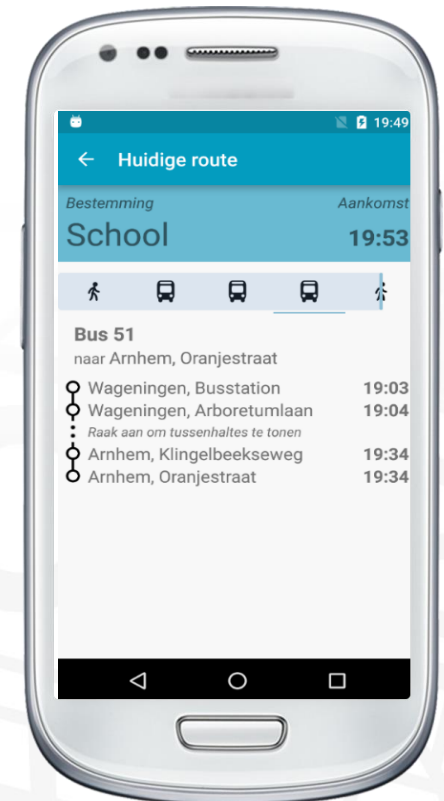 19:49
Huidige route
Bestemming Aankomst
School 19:53
Bus 51
naar Arnhem, Oranjestraat
Wageningen, Busstation 19:03
Wageningen, Arboretumlaan 19:04
Raak aan om tussenhaltes te tonen
Arnhem, Klingelbeekseweg 19:34
Arnhem, Oranjestraat 19:34